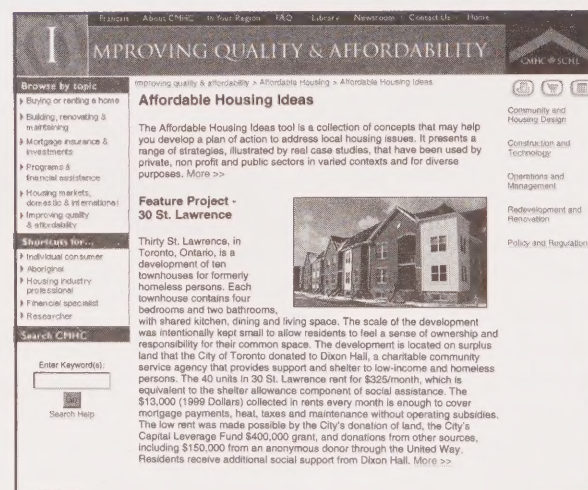 Français About CMHC In Your Region FAQ Library Newsroom Contact Us Home
IMPROVING QUALITY & AFFORDABILITY
CMHC SCHL
Browse by topic
Buying or renting a home
Building, renovating &
maintaining
Mortgage insurance &
investments
Programs &
financial assistance
Housing markets,
domestic & international
Improving quality
& affordability
Shortcuts for...
Individual consumer
Aboriginal
Housing industry
professional
Financial specialist
Researcher
Search CMHC
Enter Keyword(s):
Search Help
Improving quality & affordability > Affordable Housing > Affordable Housing Ideas
Affordable Housing Ideas
The Affordable Housing Ideas tool is a collection of concepts that may help
you develop a plan of action to address local housing issues. It presents a
range of strategies, illustrated by real case studies, that have been used by
private, non profit and public sectors in varied contexts and for diverse
purposes. More >>
Feature Project -
30 St. Lawrence
Thirty St. Lawrence, in
Toronto, Ontario, is a
development of ten
townhouses for formerly
homeless persons. Each
townhouse contains four
bedrooms and two bathrooms,
with shared kitchen, dining and living space. The scale of the development
was intentionally kept small to allow residents to feel a sense of ownership and
responsibility for their common space. The development is located on surplus
land that the City of Toronto donated to Dixon Hall, a charitable community
service agency that provides support and shelter to low-income and homeless
persons. The 40 units in 30 St. Lawrence rent for $325/month, which is
equivalent to the shelter allowance component of social assistance. The
$13,000 (1999 Dollars) collected in rents every month is enough to cover
mortgage payments, heat, taxes and maintenance without operating subsidies.
The low rent was made possible by the City's donation of land, the City's
Capital Leverage Fund $400,000 grant, and donations from other sources,
including $150,000 from an anonymous donor through the United Way.
Residents receive additional social support from Dixon Hall. More >>
Community and
Housing Design
Construction and
Technology
Operations and
Management
Redevelopment and
Renovation
Policy and Regulation